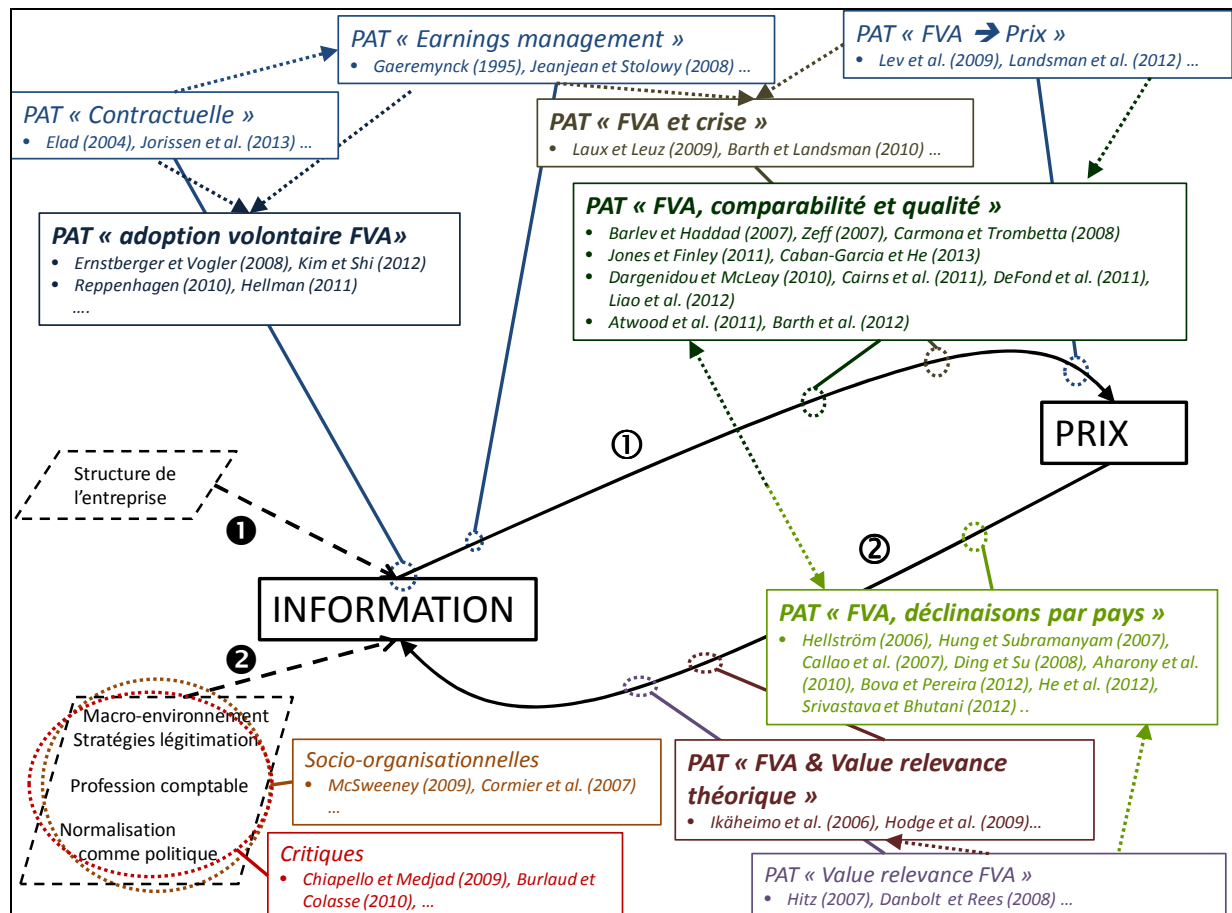 PAT « Earnings management »
• Gaeremynck (1995), Jeanjean et Stolowy (2008) …
PAT « FVA ➔ Prix »
• Lev et al. (2009), Landsman et al. (2012) …
PAT « Contractuelle »
• Elad (2004), Jorissen et al. (2013) …
PAT « FVA et crise »
• Laux et Leuz (2009), Barth et Landsman (2010) …
PAT « adoption volontaire FVA»
• Ernstberger et Vogler (2008), Kim et Shi (2012)
• Reppenhagen (2010), Hellman (2011)
….
PAT « FVA, comparabilité et qualité »
• Barlev et Haddad (2007), Zeff (2007), Carmona et Trombetta (2008)
• Jones et Finley (2011), Caban-Garcia et He (2013)
• Dargenidou et McLeay (2010), Cairns et al. (2011), DeFond et al. (2011),
Liao et al. (2012)
• Atwood et al. (2011), Barth et al. (2012)
①
PRIX
Structure de
l’entreprise
❶
②
INFORMATION
❷
PAT « FVA, déclinaisons par pays »
• Hellström (2006), Hung et Subramanyam (2007),
Callao et al. (2007), Ding et Su (2008), Aharony et al.
(2010), Bova et Pereira (2012), He et al. (2012),
Srivastava et Bhutani (2012) ..
Macro-environnement
Stratégies légitimation
Profession comptable
Normalisation
comme politique
Socio-organisationnelles
• McSweeney (2009), Cormier et al. (2007)
…
PAT « FVA & Value relevance
théorique »
• Ikäheimo et al. (2006), Hodge et al. (2009)…
Critiques
• Chiapello et Medjad (2009), Burlaud et
Colasse (2010), …
PAT « Value relevance FVA »
• Hitz (2007), Danbolt et Rees (2008) …